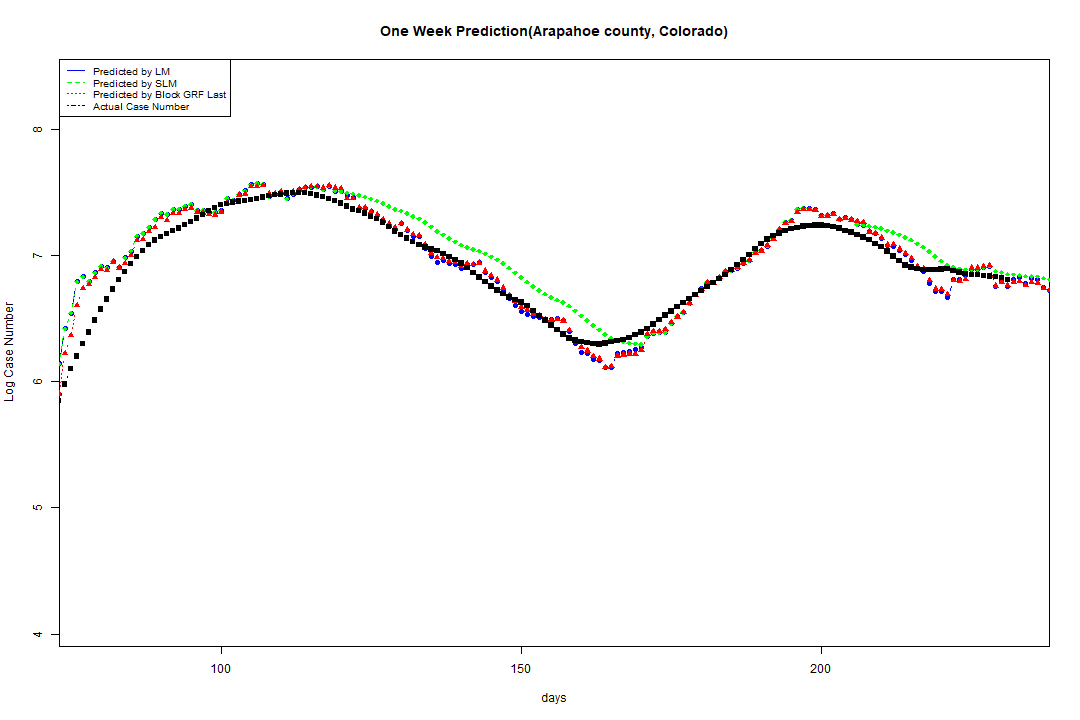 One Week Prediction(Arapahoe county, Colorado)
Predicted by LM
Predicted by SLM
Predicted by Block GRF Last
Actual Case Number
8
7
6
5
4
Log Case Number
100 150 200
days